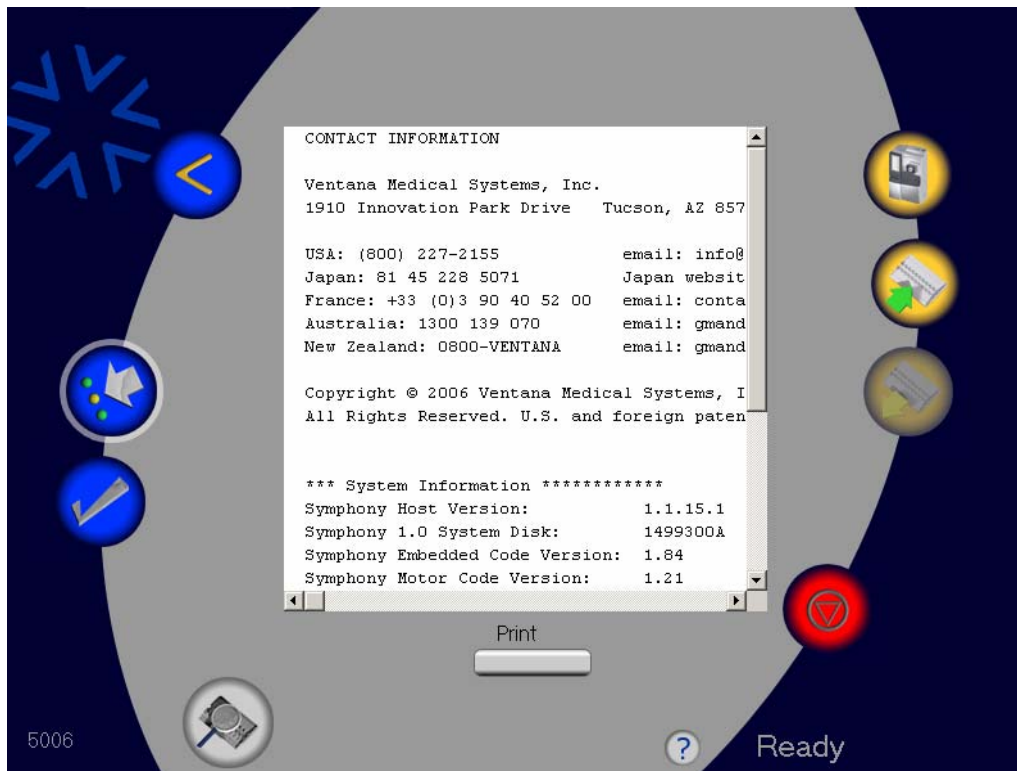 CONTACT INFORMATION
Ventana Medical Systems, Inc.
1910 Innovation Park Drive Tucson, AZ 857
USA: (800) 227-2155 email: info@
Japan: 81 45 228 5071 Japan websit
France: +33 (0)3 90 40 52 00 email: conta
Australia: 1300 139 070 email: gmand
New Zealand: 0800-VENTANA email: gmand
Copyright © 2006 Ventana Medical Systems, I
All Rights Reserved. U.S. and foreign paten
*** System Information ************
Symphony Host Version: 1.1.15.1
Symphony 1.0 System Disk: 1499300A
Symphony Embedded Code Version: 1.84
Symphony Motor Code Version: 1.21
Print
5006
?
Ready